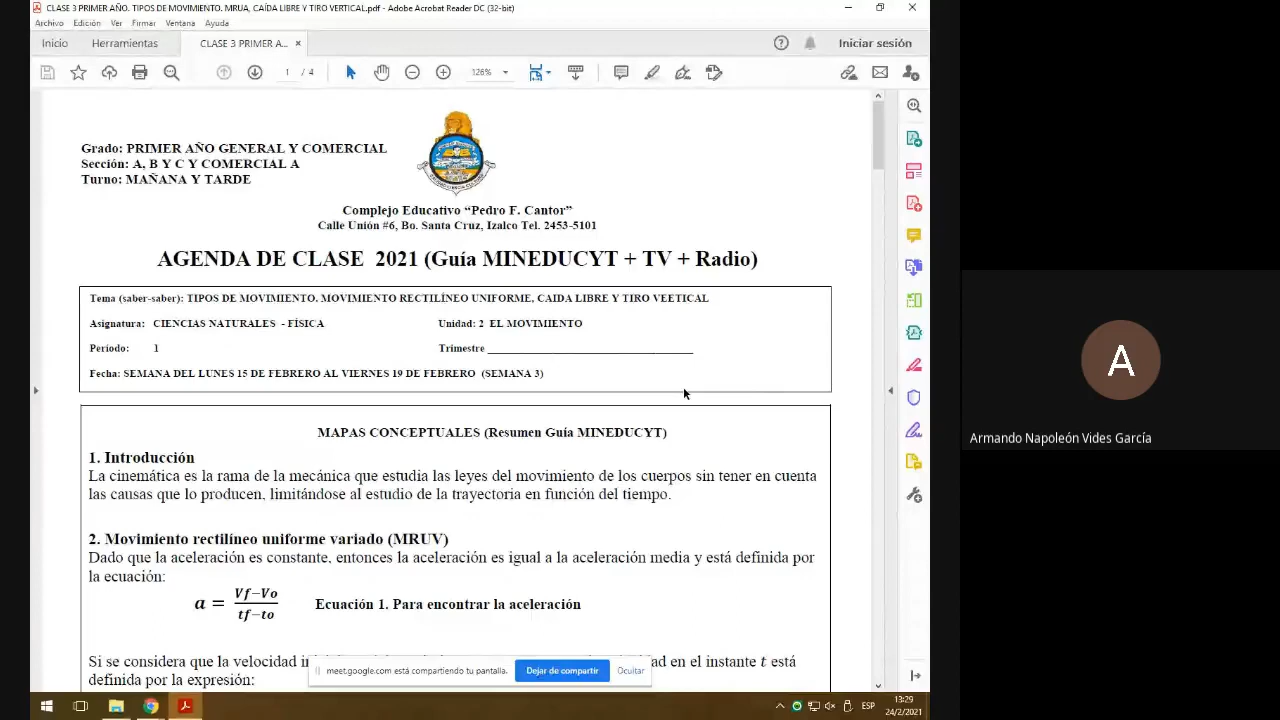 CLASE 3 PRIMER AÑO. TIPOS DE MOVIMIENTO. MRUA, CAÍDA LIBRE Y TIRO VERTICAL.pdf - Adobe Acrobat Reader DC (32-bit)
Archivo Edición Ver Firmar Ventana Ayuda
Inicio Herramientas CLASE 3 PRIMER A... × Iniciar sesión
1 / 4 126%
Grado: PRIMER AÑO GENERAL Y COMERCIAL
Sección: A, B Y C Y COMERCIAL A
Turno: MAÑANA Y TARDE
Complejo Educativo “Pedro F. Cantor”
Calle Unión #6, Bo. Santa Cruz, Izalco Tel. 2453-5101
AGENDA DE CLASE 2021 (Guía MINEDUCYT + TV + Radio)
Tema (saber-saber): TIPOS DE MOVIMIENTO. MOVIMIENTO RECTILÍNEO UNIFORME, CAIDA LIBRE Y TIRO VEETICAL
Asignatura: CIENCIAS NATURALES - FÍSICA Unidad: 2 EL MOVIMIENTO
Periodo: 1 Trimestre ____________________
Fecha: SEMANA DEL LUNES 15 DE FEBRERO AL VIERNES 19 DE FEBRERO (SEMANA 3)
MAPAS CONCEPTUALES (Resumen Guía MINEDUCYT)
1. Introducción
La cinemática es la rama de la mecánica que estudia las leyes del movimiento de los cuerpos sin tener en cuenta
las causas que lo producen, limitándose al estudio de la trayectoria en función del tiempo.
2. Movimiento rectilíneo uniforme variado (MRUV)
Dado que la aceleración es constante, entonces la aceleración es igual a la aceleración media y está definida por
la ecuación:
a = Vf−Vo / tf−to Ecuación 1. Para encontrar la aceleración
Si se considera que la velocidad in ad en el instante t está
definida por la expresión:
meet.google.com está compartiendo tu pantalla. Dejar de compartir Ocultar
A
Armando Napoleón Vides García
ESP
13:29
24/2/2021